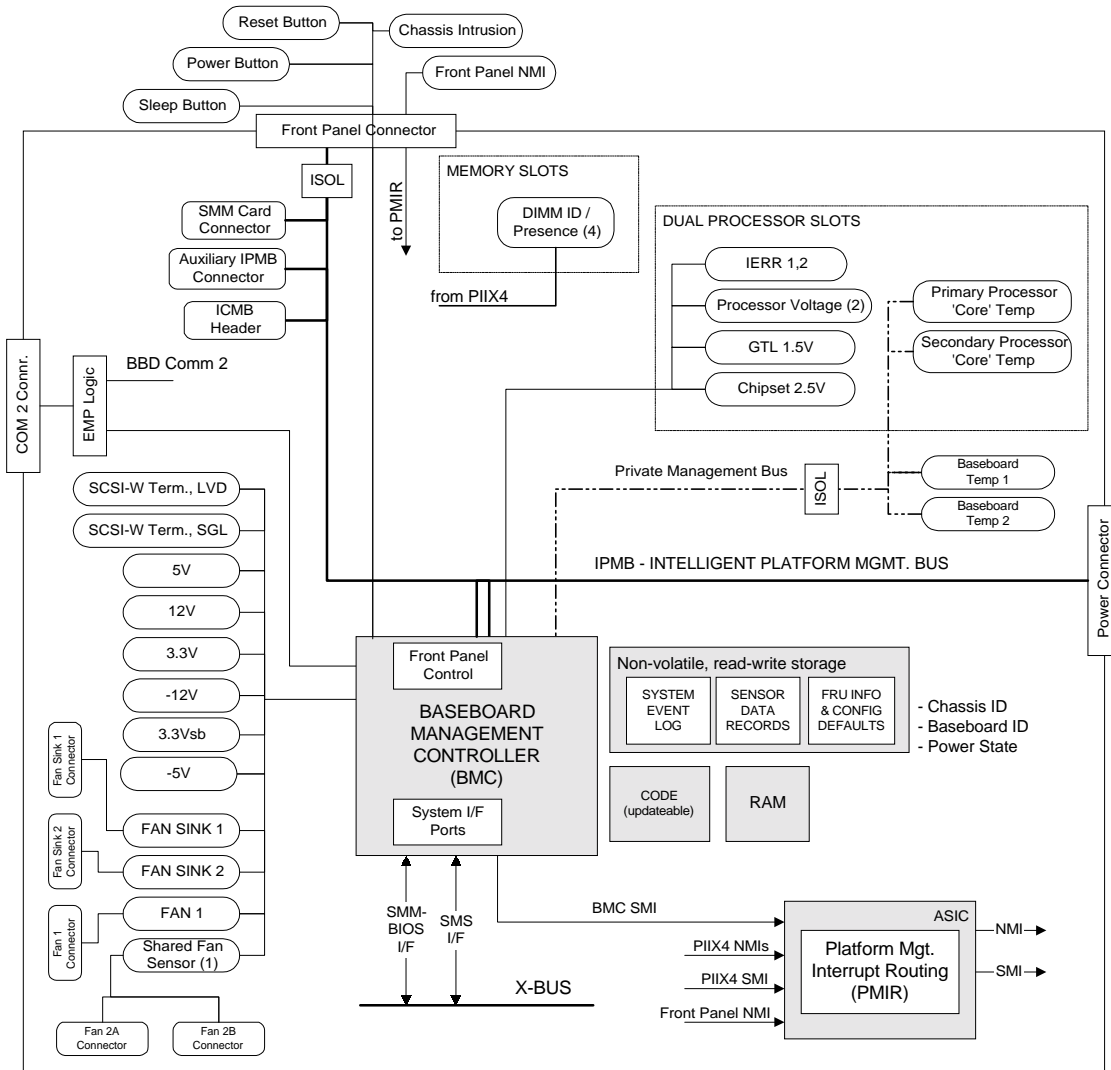 Reset Button
Chassis Intrusion
Power Button
Front Panel NMI
Sleep Button
Front Panel Connector
ISOL
to PMIR
MEMORY SLOTS
DIMM ID /
Presence (4)
from PIIX4
SMM Card
Connector
Auxiliary IPMB
Connector
ICMB
Header
DUAL PROCESSOR SLOTS
IERR 1,2
Processor Voltage (2)
GTL 1.5V
Chipset 2.5V
Primary Processor
'Core' Temp
Secondary Processor
'Core' Temp
COM 2 Connr.
EMP Logic
BBD Comm 2
Private Management Bus
ISOL
Baseboard
Temp 1
Baseboard
Temp 2
Power Connector
IPMB - INTELLIGENT PLATFORM MGMT. BUS
SCSI-W Term., LVD
SCSI-W Term., SGL
5V
12V
3.3V
-12V
3.3Vsb
-5V
FAN SINK 1
FAN SINK 2
FAN 1
Shared Fan
Sensor (1)
Fan Sink 1
Connector
Fan Sink 2
Connector
Fan 1
Connector
Fan 2A
Connector
Fan 2B
Connector
Front Panel
Control
BASEBOARD
MANAGEMENT
CONTROLLER
(BMC)
System I/F
Ports
Non-volatile, read-write storage
SYSTEM
EVENT
LOG
SENSOR
DATA
RECORDS
FRU INFO
& CONFIG
DEFAULTS
- Chassis ID
- Baseboard ID
- Power State
CODE
(updateable)
RAM
SMM-
BIOS
I/F
SMS
I/F
X-BUS
BMC SMI
PIIX4 NMIs
PIIX4 SMI
Front Panel NMI
ASIC
Platform Mgt.
Interrupt Routing
(PMIR)
NMI
SMI